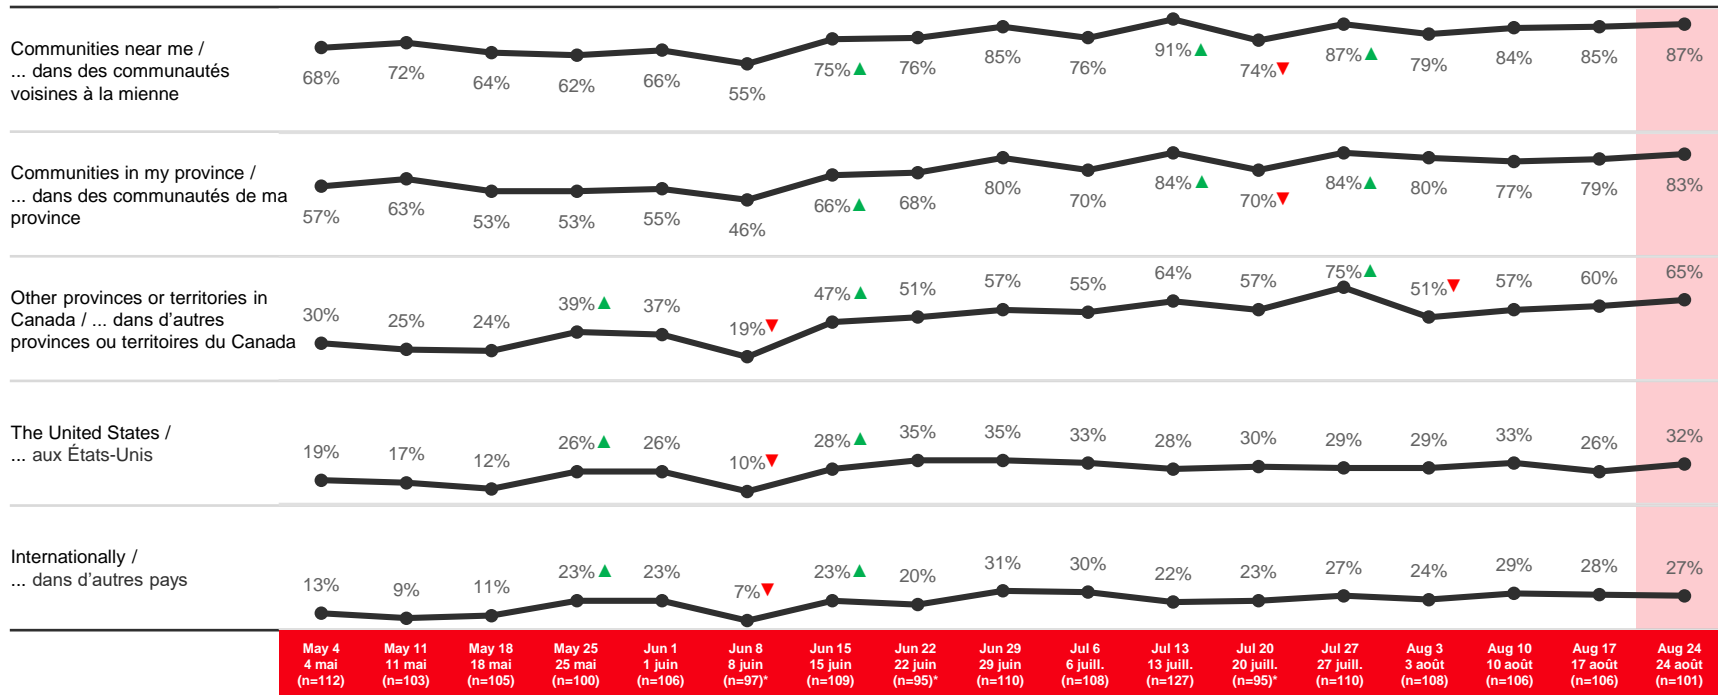 Communities near me /
... dans des communautés
voisines à la mienne
68% 72% 64% 62% 66% 55% 75%▲ 76% 85% 76% 91%▲ 74%▼ 87%▲ 79% 84% 85% 87%
Communities in my province /
... dans des communautés de ma
province
57% 63% 53% 53% 55% 46% 66%▲ 68% 80% 70% 84%▲ 70%▼ 84%▲ 80% 77% 79% 83%
Other provinces or territories in
Canada / ... dans d'autres
provinces ou territoires du Canada
30% 25% 24% 39%▲ 37% 19%▼ 47%▲ 51% 57% 55% 64% 57% 75%▲ 51%▼ 57% 60% 65%
The United States /
... aux États-Unis
19% 17% 12% 26%▲ 26% 10%▼ 28%▲ 35% 35% 33% 28% 30% 29% 29% 33% 26% 32%
Internationally /
... dans d'autres pays
13% 9% 11% 23%▲ 23% 7%▼ 23%▲ 20% 31% 30% 22% 23% 27% 24% 29% 28% 27%
May 4 May 11 May 18 May 25 Jun 1 Jun 8 Jun 15 Jun 22 Jun 29 Jul 6 Jul 13 Jul 20 Jul 27 Aug 3 Aug 10 Aug 17 Aug 24
4 mai 11 mai 18 mai 25 mai 1 juin 8 juin 15 juin 22 juin 29 juin 6 juill. 13 juill. 20 juill. 27 juill. 3 août 10 août 17 août 24 août
(n=112) (n=103) (n=105) (n=100) (n=106) (n=97)* (n=109) (n=95)* (n=110) (n=108) (n=127) (n=95)* (n=110) (n=108) (n=106) (n=106) (n=101)